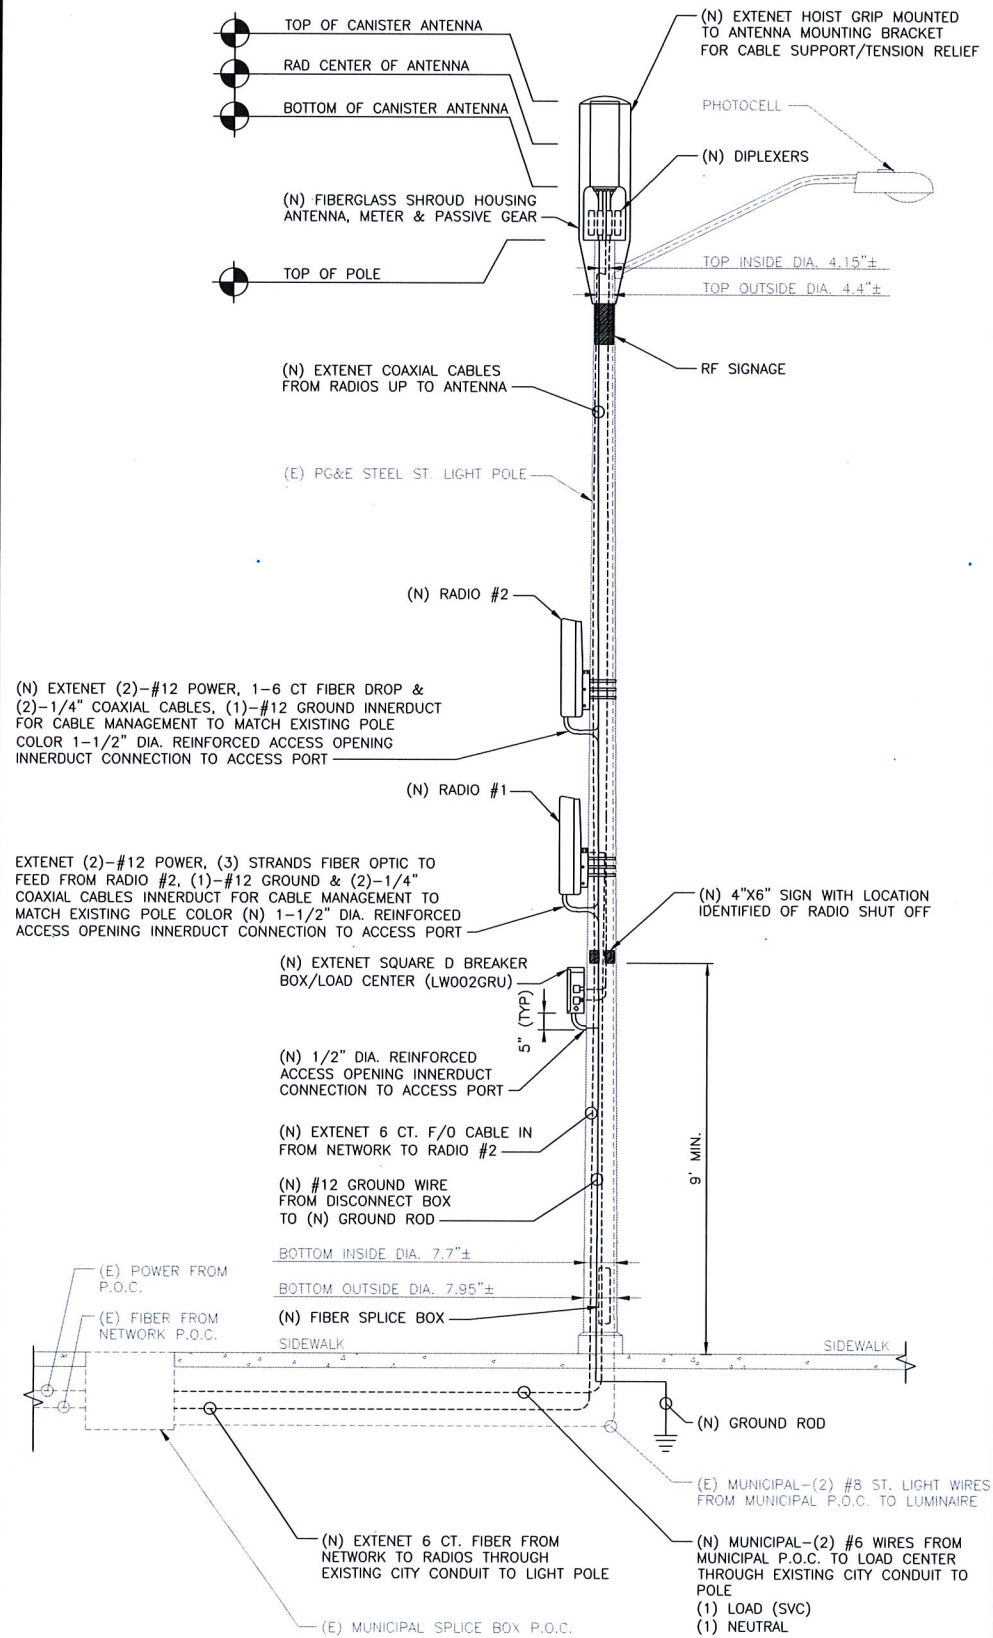 TOP OF CANISTER ANTENNA
(N) EXTENET HOIST GRIP MOUNTED
TO ANTENNA MOUNTING BRACKET
FOR CABLE SUPPORT/TENSION RELIEF
RAD CENTER OF ANTENNA
BOTTOM OF CANISTER ANTENNA
PHOTOCELL
(N) DIPLEXERS
(N) FIBERGLASS SHROUD HOUSING
ANTENNA, METER & PASSIVE GEAR
TOP OF POLE
TOP INSIDE DIA. 4.15"±
TOP OUTSIDE DIA. 4.4"±
RF SIGNAGE
(N) EXTENET COAXIAL CABLES
FROM RADIOS UP TO ANTENNA
(E) PG&E STEEL ST. LIGHT POLE
(N) RADIO #2
(N) EXTENET (2)-#12 POWER, 1-6 CT FIBER DROP &
(2)-1/4" COAXIAL CABLES, (1)-#12 GROUND INNERDUCT
FOR CABLE MANAGEMENT TO MATCH EXISTING POLE
COLOR 1-1/2" DIA. REINFORCED ACCESS OPENING
INNERDUCT CONNECTION TO ACCESS PORT
(N) RADIO #1
EXTENET (2)-#12 POWER, (3) STRANDS FIBER OPTIC TO
FEED FROM RADIO #2, (1)-#12 GROUND & (2)-1/4"
COAXIAL CABLES INNERDUCT FOR CABLE MANAGEMENT TO
MATCH EXISTING POLE COLOR (N) 1-1/2" DIA. REINFORCED
ACCESS OPENING INNERDUCT CONNECTION TO ACCESS PORT
(N) 4"X6" SIGN WITH LOCATION
IDENTIFIED OF RADIO SHUT OFF
(N) EXTENET SQUARE D BREAKER
BOX/LOAD CENTER (LW002GRU)
5" (TYP)
(N) 1/2" DIA. REINFORCED
ACCESS OPENING INNERDUCT
CONNECTION TO ACCESS PORT
(N) EXTENET 6 CT. F/O CABLE IN
FROM NETWORK TO RADIO #2
9' MIN.
(N) #12 GROUND WIRE
FROM DISCONNECT BOX
TO (N) GROUND ROD
BOTTOM INSIDE DIA. 7.7"±
BOTTOM OUTSIDE DIA. 7.95"±
(E) POWER FROM
P.O.C.
(E) FIBER FROM
NETWORK P.O.C.
(N) FIBER SPLICE BOX
SIDEWALK
SIDEWALK
(N) GROUND ROD
(E) MUNICIPAL-(2) #8 ST. LIGHT WIRES
FROM MUNICIPAL P.O.C. TO LUMINAIRE
(N) EXTENET 6 CT. FIBER FROM
NETWORK TO RADIOS THROUGH
EXISTING CITY CONDUIT TO LIGHT POLE
(N) MUNICIPAL-(2) #6 WIRES FROM
MUNICIPAL P.O.C. TO LOAD CENTER
THROUGH EXISTING CITY CONDUIT TO
POLE
(1) LOAD (SVC)
(1) NEUTRAL
(E) MUNICIPAL SPLICE BOX P.O.C.